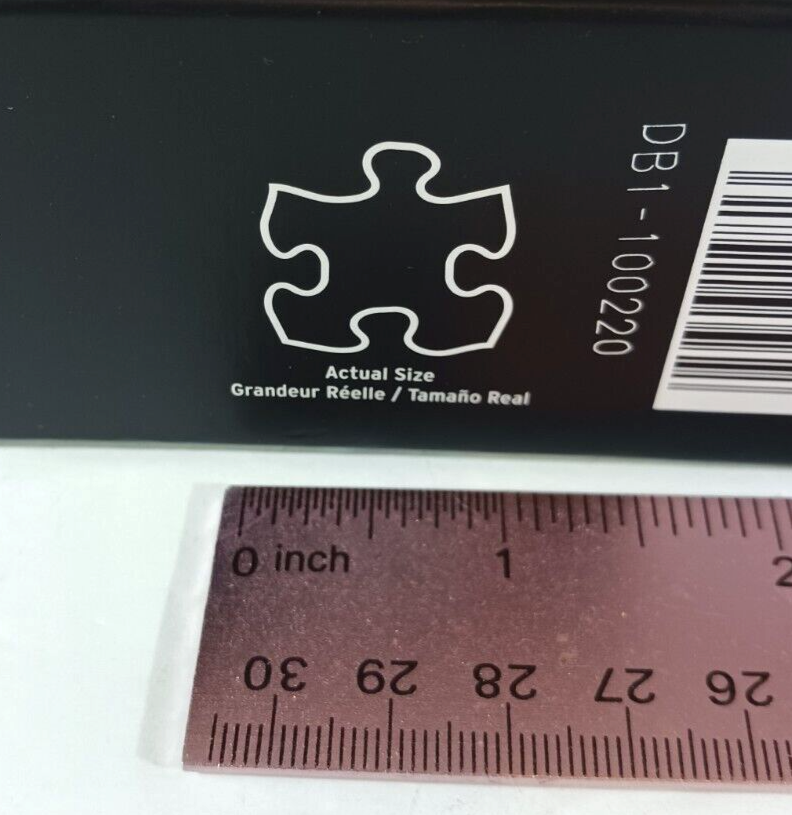 Actual Size
Grandeur Réelle / Tamaño Real
DB1-100220
0 inch 1 2
30 29 28 27 26